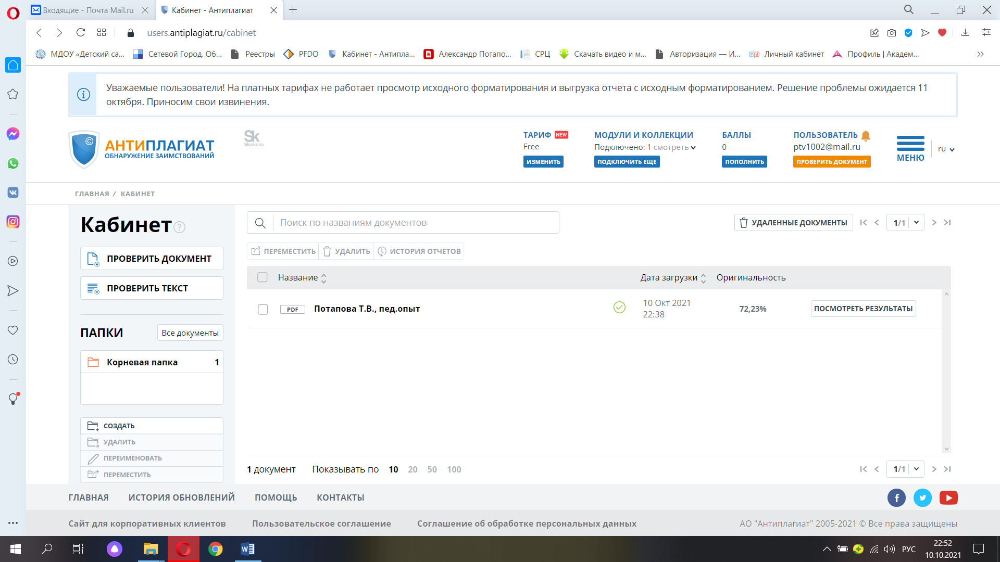 Входящие - Почта Mail.ru
Кабинет - Антиплагиат
users.antiplagiat.ru/cabinet
МДОУ «Детский са...
Сетевой Город. Об...
Реестры
PFDO
Кабинет - Антипла...
Александр Потапо...
СРЦ
Скачать видео и м...
Авторизация — И...
Личный кабинет
Профиль | Академ...
Уважаемые пользователи! На платных тарифах не работает просмотр исходного форматирования и выгрузка отчета с исходным форматированием. Решение проблемы ожидается 11
октября. Приносим свои извинения.
АНТИПЛАГИАТ
ОБНАРУЖЕНИЕ ЗАИМСТВОВАНИЙ
Sk
Skolkovo
ТАРИФ NEW
Free
ИЗМЕНИТЬ
МОДУЛИ И КОЛЛЕКЦИИ
Подключено: 1 смотреть
ПОДКЛЮЧИТЬ ЕЩЕ
БАЛЛЫ
0
ПОПОЛНИТЬ
ПОЛЬЗОВАТЕЛЬ
ptv1002@mail.ru
ПРОВЕРИТЬ ДОКУМЕНТ
МЕНЮ
ru
ГЛАВНАЯ / КАБИНЕТ
Кабинет ?
ПРОВЕРИТЬ ДОКУМЕНТ
ПРОВЕРИТЬ ТЕКСТ
ПАПКИ
Все документы
Корневая папка 1
СОЗДАТЬ
УДАЛИТЬ
ПЕРЕИМЕНОВАТЬ
ПЕРЕМЕСТИТЬ
Поиск по названиям документов
УДАЛЕННЫЕ ДОКУМЕНТЫ
1/1
ПЕРЕМЕСТИТЬ
УДАЛИТЬ
ИСТОРИЯ ОТЧЕТОВ
Название
Дата загрузки
Оригинальность
PDF
Потапова Т.В., пед.опыт
10 Окт 2021
22:38
72,23%
ПОСМОТРЕТЬ РЕЗУЛЬТАТЫ
1 документ
Показывать по 10 20 50 100
1/1
ГЛАВНАЯ
ИСТОРИЯ ОБНОВЛЕНИЙ
ПОМОЩЬ
КОНТАКТЫ
Сайт для корпоративных клиентов
Пользовательское соглашение
Соглашение об обработке персональных данных
АО "Антиплагиат" 2005-2021 © Все права защищены
РУС
22:52
10.10.2021